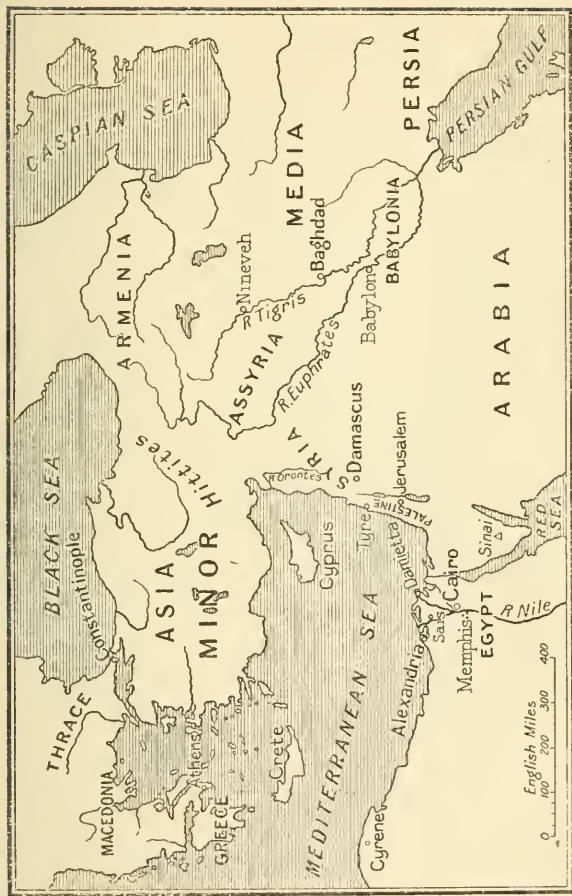 CASPIAN SEA
BLACK SEA
Constantinople
THRACE
MACEDONIA
GREECE
Athens
ASIA
MINOR
Hittites
ARMENIA
MEDIA
PERSIA
PERSIAN GULF
Nineveh
R Tigris
Baghdad
ASSYRIA
R. Euphrates
Babylon
BABYLONIA
SYRIA
R Orontes
Damascus
Cyprus
Crete
MEDITERRANEAN SEA
Tyre
PALESTINE
Jerusalem
Damietta
Cyrene
Alexandria
Sais
Cairo
Memphis
EGYPT
R Nile
Sinai
RED
SEA
ARABIA
English Miles
0 100 200 300 400